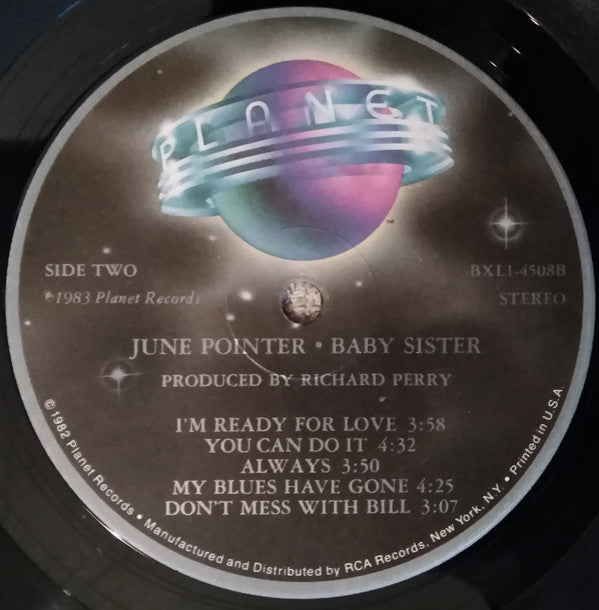 PLANET
™
SIDE TWO
BXL1-4508B
℗1983 Planet Records
STEREO
JUNE POINTER • BABY SISTER
PRODUCED BY RICHARD PERRY
I'M READY FOR LOVE 3:58
YOU CAN DO IT 4:32
ALWAYS 3:50
MY BLUES HAVE GONE 4:25
DON'T MESS WITH BILL 3:07
©1982 Planet Records • Manufactured and Distributed by RCA Records, New York, N.Y. • Printed in U.S.A.